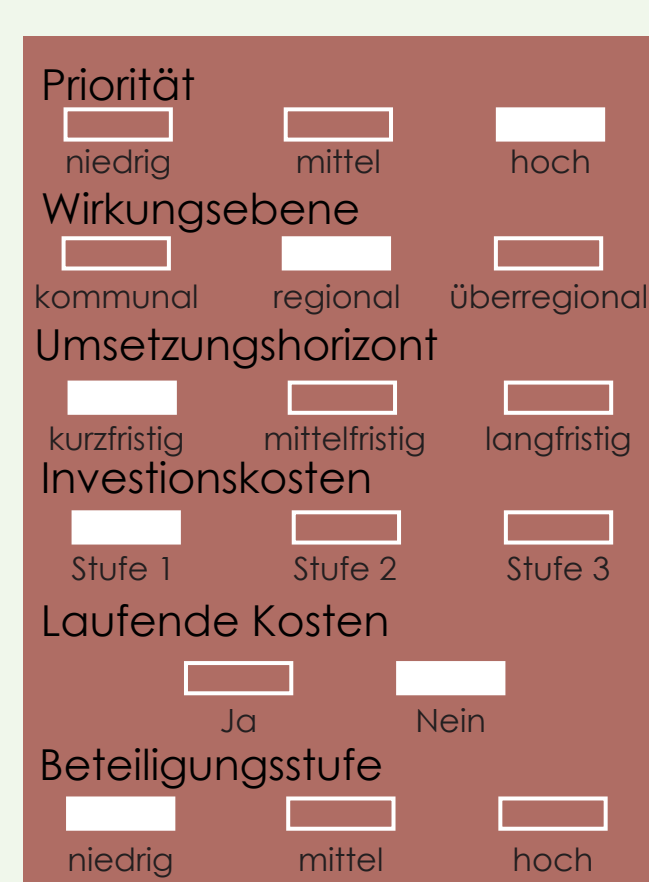 Priorität
niedrig mittel hoch
Wirkungsebene
kommunal regional überregional
Umsetzungshorizont
kurzfristig mittelfristig langfristig
Investionskosten
Stufe 1 Stufe 2 Stufe 3
Laufende Kosten
Ja Nein
Beteiligungsstufe
niedrig mittel hoch